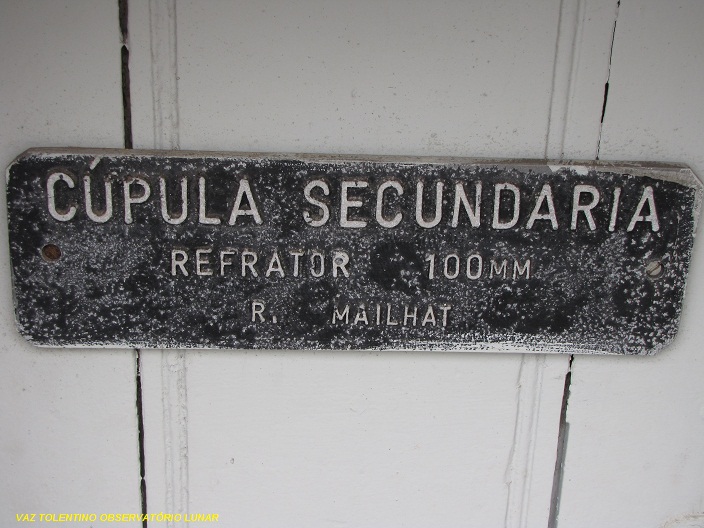 CÚPULA SECUNDARIA
REFRATOR 100MM
R. MAILHAT
VAZ TOLENTINO OBSERVATÓRIO LUNAR